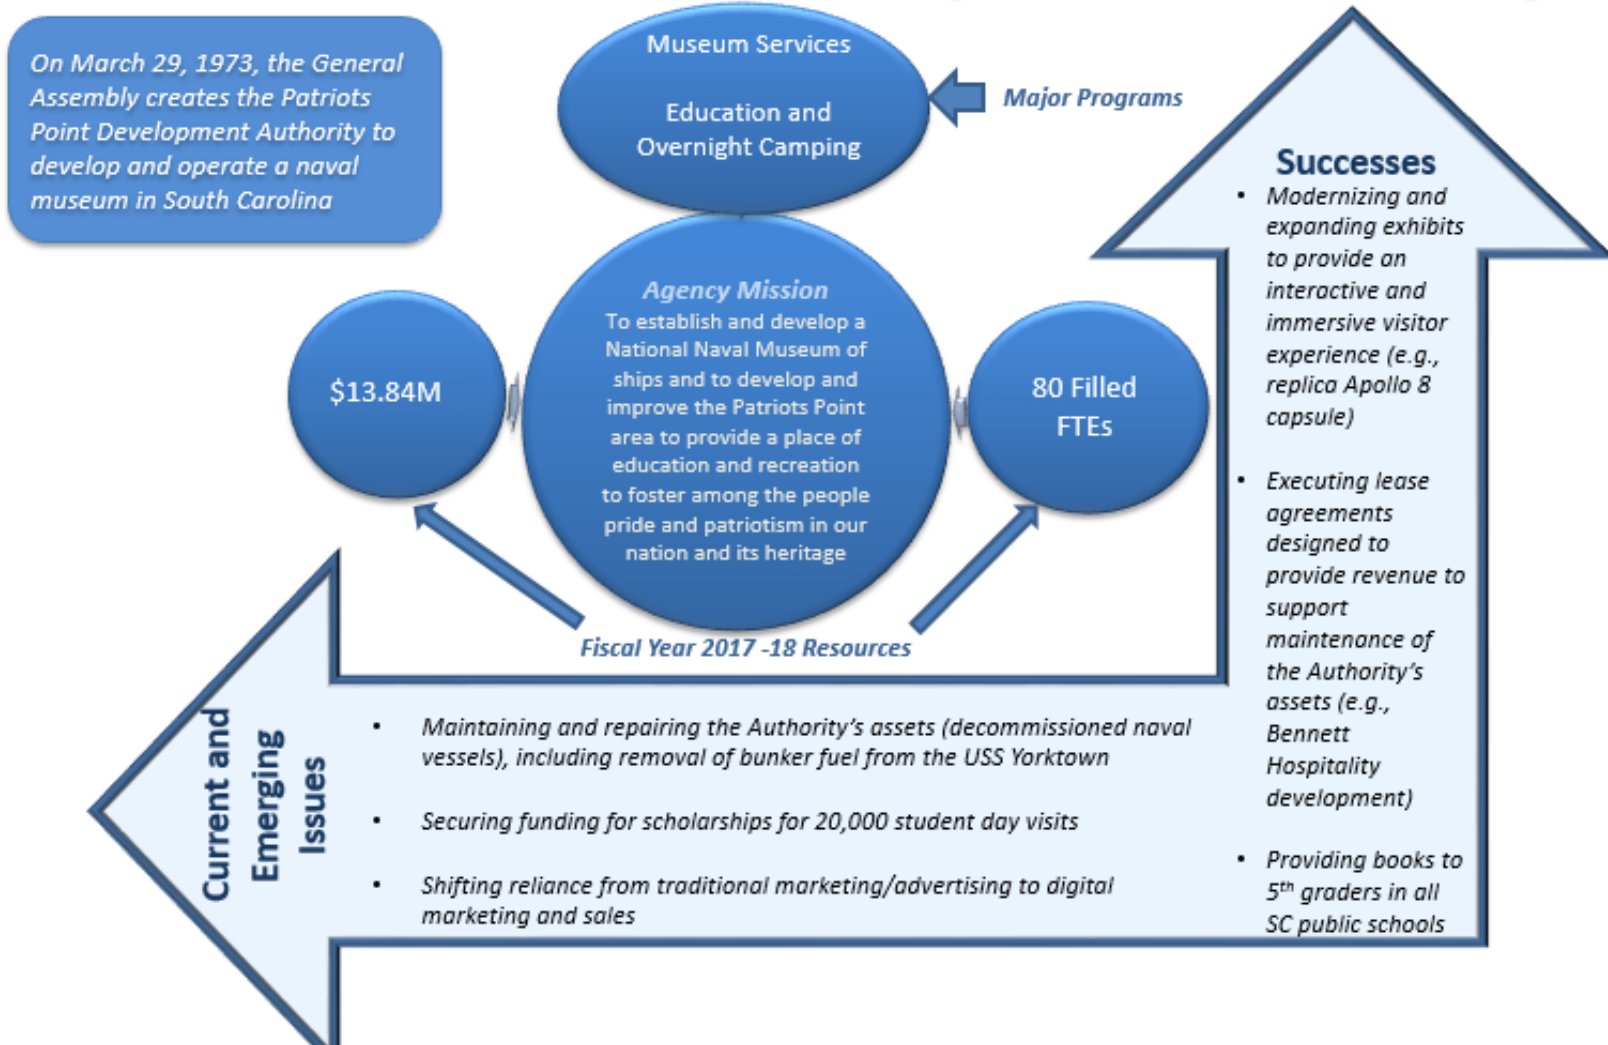 On March 29, 1973, the General
Assembly creates the Patriots
Point Development Authority to
develop and operate a naval
museum in South Carolina
Museum Services
Education and
Overnight Camping
Major Programs
Agency Mission
To establish and develop a
National Naval Museum of
ships and to develop and
improve the Patriots Point
area to provide a place of
education and recreation
to foster among the people
pride and patriotism in our
nation and its heritage
$13.84M
80 Filled
FTEs
Fiscal Year 2017 -18 Resources
Successes
• Modernizing and
expanding exhibits
to provide an
interactive and
immersive visitor
experience (e.g.,
replica Apollo 8
capsule)
• Executing lease
agreements
designed to
provide revenue to
support
maintenance of
the Authority's
assets (e.g.,
Bennett
Hospitality
development)
• Providing books to
5th graders in all
SC public schools
Current and
Emerging
Issues
• Maintaining and repairing the Authority's assets (decommissioned naval
vessels), including removal of bunker fuel from the USS Yorktown
• Securing funding for scholarships for 20,000 student day visits
• Shifting reliance from traditional marketing/advertising to digital
marketing and sales